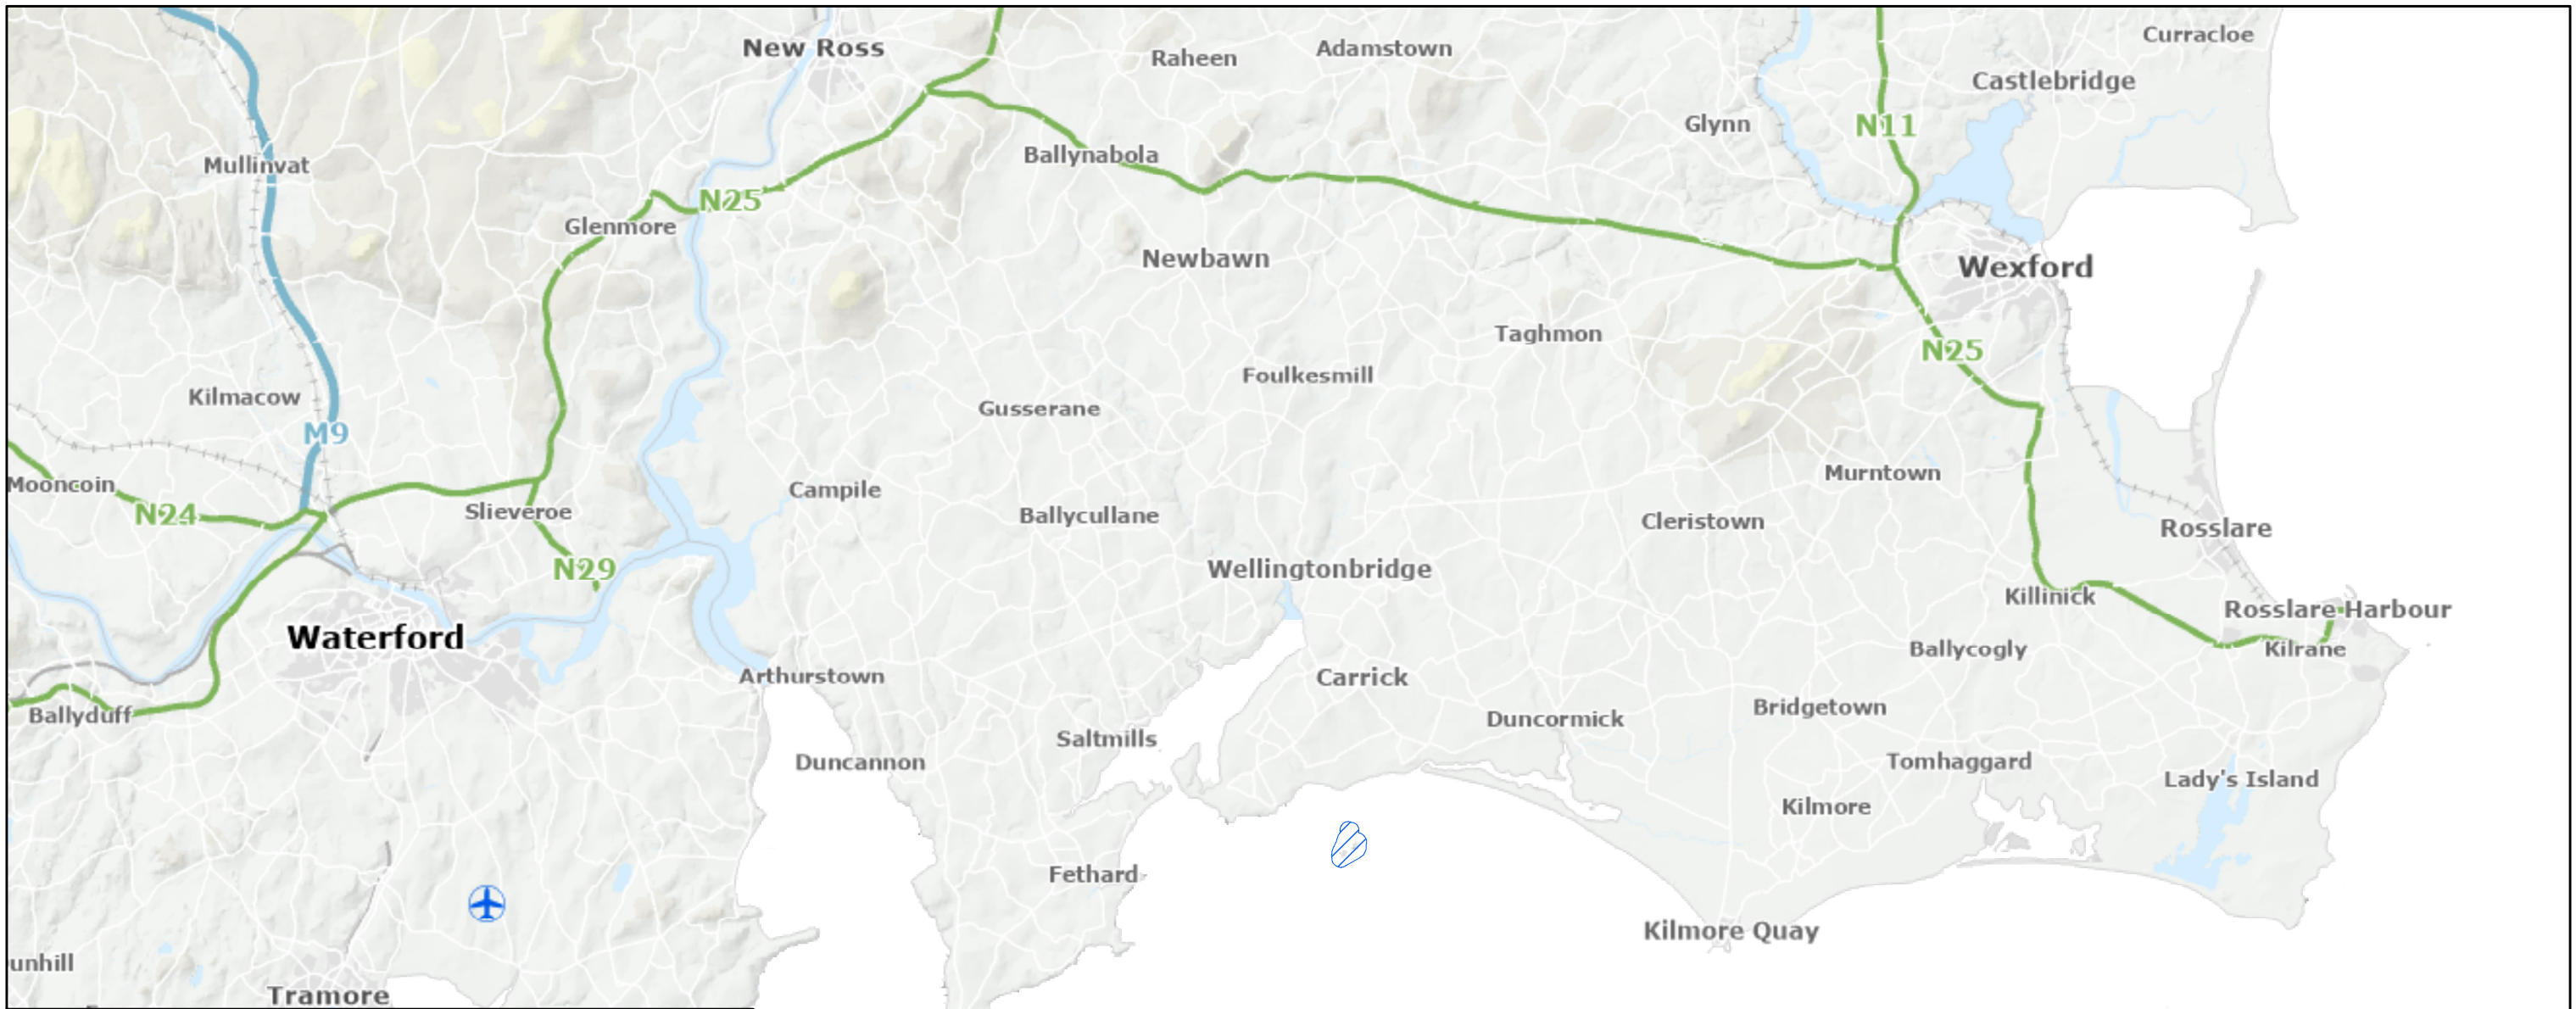 Curracloe
New Ross
Adamstown
Raheen
Castlebridge
Glynn
N11
Ballynabola
Mullinvat
N25
Glenmore
Newbawn
Wexford
Taghmon
N25
Foulkesmill
Kilmacow
Gusserane
M9
Murntown
Mooncoin
Campile
Slieveroe
N24
Ballycullane
Cleristown
Rosslare
N29
Wellingtonbridge
Killinick
Rosslare Harbour
Waterford
Ballycogly
Kilrane
Arthurstown
Carrick
Bridgetown
Ballyduff
Duncormick
Saltmills
Duncannon
Tomhaggard
Lady's Island
Kilmore
Fethard
Kilmore Quay
unhill
Tramore